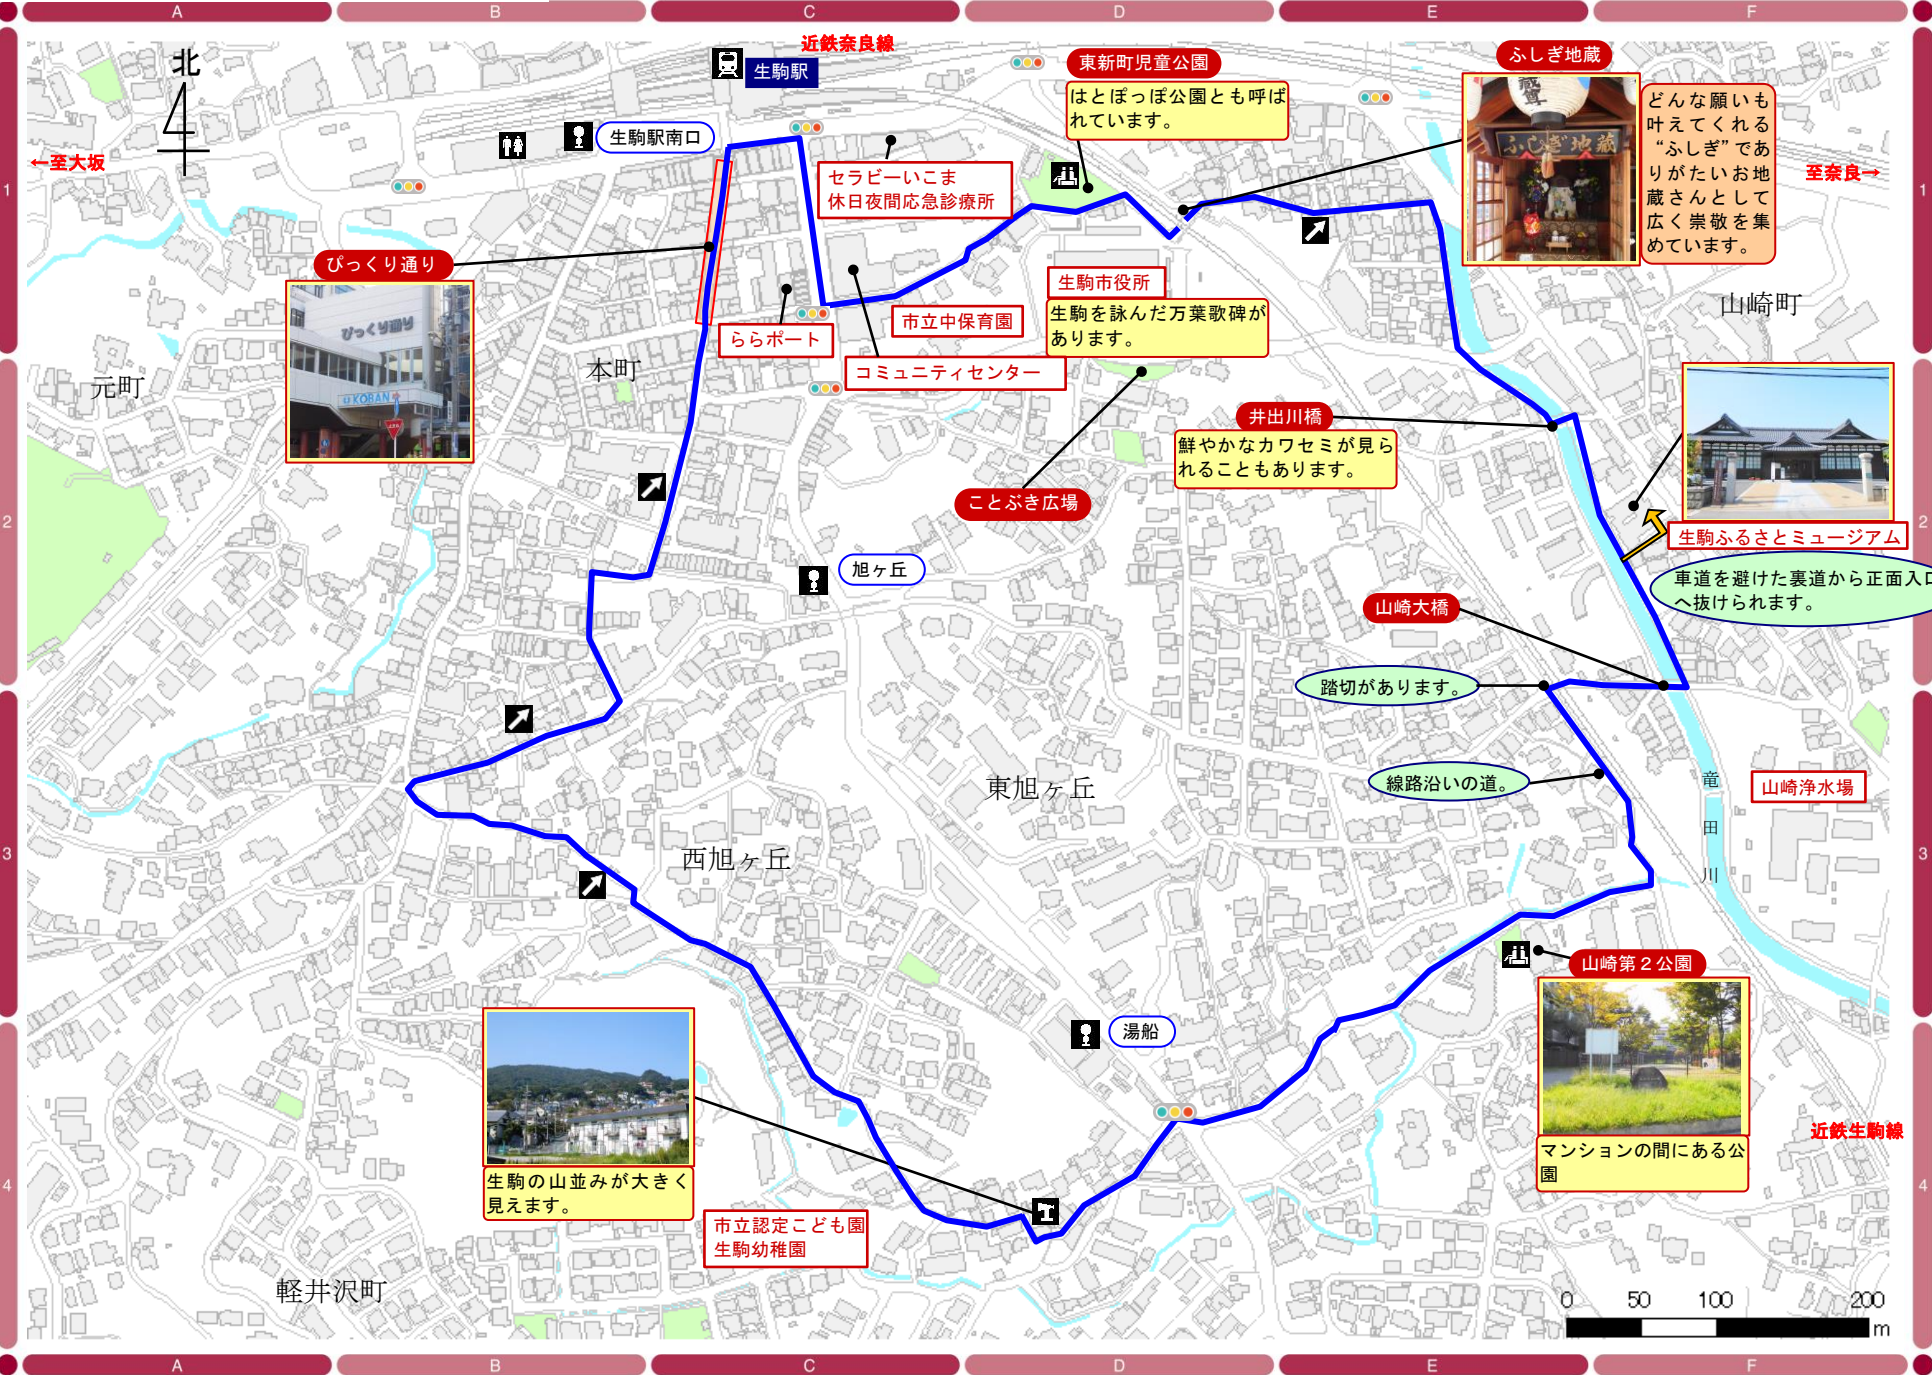 A
B
C
D
E
F
近鉄奈良線
北
生駒駅
東新町児童公園
はとぽっぽ公園とも呼ば
れています。
ふしぎ地蔵
ふしぎ地蔵
どんな願いも
叶えてくれる
“ふしぎ”であ
りがたいお地
蔵さんとして
広く崇敬を集
めています。
生駒駅南口
←至大坂
至奈良→
1
1
セラビーいこま
休日夜間応急診療所
ぴっくり通り
ぴっくり通り
KOBAN
生駒市役所
生駒を詠んだ万葉歌碑が
あります。
山崎町
市立中保育園
ららポート
コミュニティセンター
本町
元町
井出川橋
鮮やかなカワセミが見ら
れることもあります。
ことぶき広場
2
2
生駒ふるさとミュージアム
車道を避けた裏道から正面入口
へ抜けられます。
旭ヶ丘
山崎大橋
踏切があります。
線路沿いの道。
東旭ヶ丘
竜
田
川
山崎浄水場
西旭ヶ丘
3
3
山崎第2公園
マンションの間にある公
園
湯船
近鉄生駒線
生駒の山並みが大きく
見えます。
4
4
市立認定こども園
生駒幼稚園
軽井沢町
0 50 100 200
m
A
B
C
D
E
F